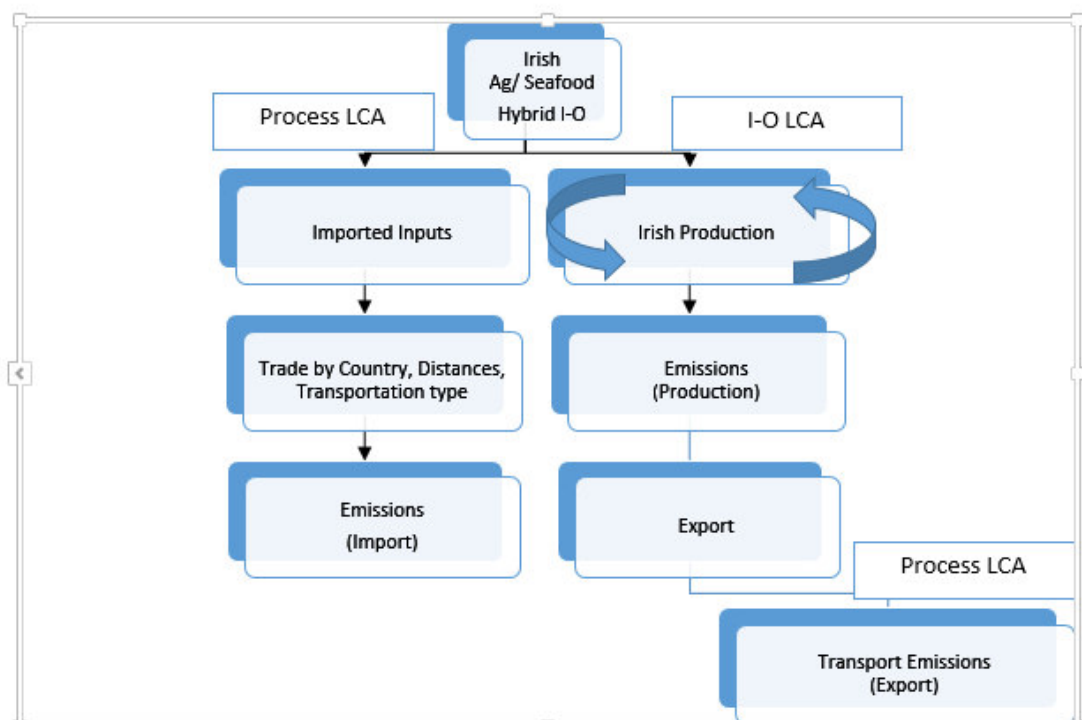 Irish
Ag/ Seafood
Hybrid I-O
Process LCA
I-O LCA
Imported Inputs
Irish Production
Trade by Country, Distances,
Transportation type
Emissions
(Production)
Emissions
(Import)
Export
Process LCA
Transport Emissions
(Export)